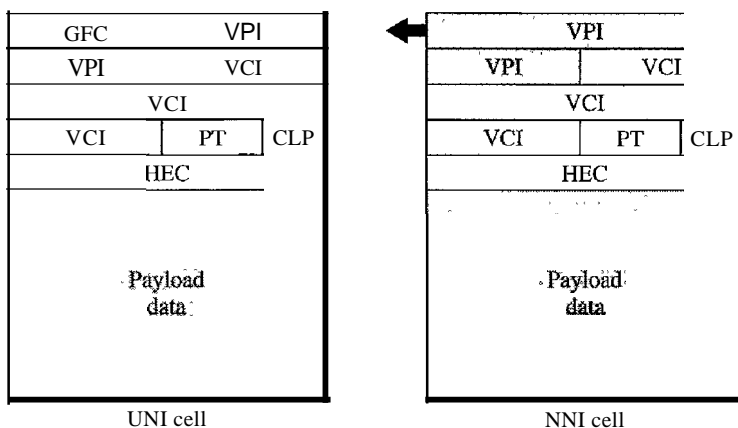 GFC VPI
VPI VCI
VCI
VCI PT CLP
HEC
Payload
data
UNI cell
VPI
VPI VCI
VCI
VCI PT CLP
HEC
Payload
data
NNI cell